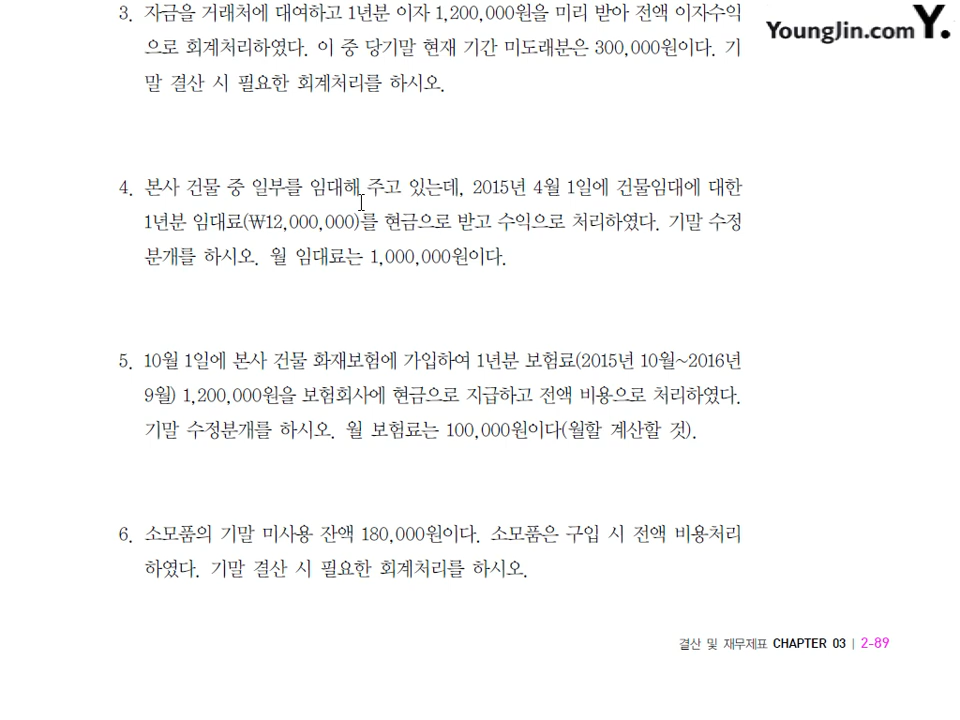 YoungJin.com Y.
3. 자금을 거래처에 대여하고 1년분 이자 1,200,000원을 미리 받아 전액 이자수익
으로 회계처리하였다. 이 중 당기말 현재 기간 미도래분은 300,000원이다. 기
말 결산 시 필요한 회계처리를 하시오.
4. 본사 건물 중 일부를 임대해 주고 있는데, 2015년 4월 1일에 건물임대에 대한
1년분 임대료(₩12,000,000)를 현금으로 받고 수익으로 처리하였다. 기말 수정
분개를 하시오. 월 임대료는 1,000,000원이다.
5. 10월 1일에 본사 건물 화재보험에 가입하여 1년분 보험료(2015년 10월~2016년
9월) 1,200,000원을 보험회사에 현금으로 지급하고 전액 비용으로 처리하였다.
기말 수정분개를 하시오. 월 보험료는 100,000원이다(월할 계산할 것).
6. 소모품의 기말 미사용 잔액 180,000원이다. 소모품은 구입 시 전액 비용처리
하였다. 기말 결산 시 필요한 회계처리를 하시오.
결산 및 재무제표 CHAPTER 03 | 2-89